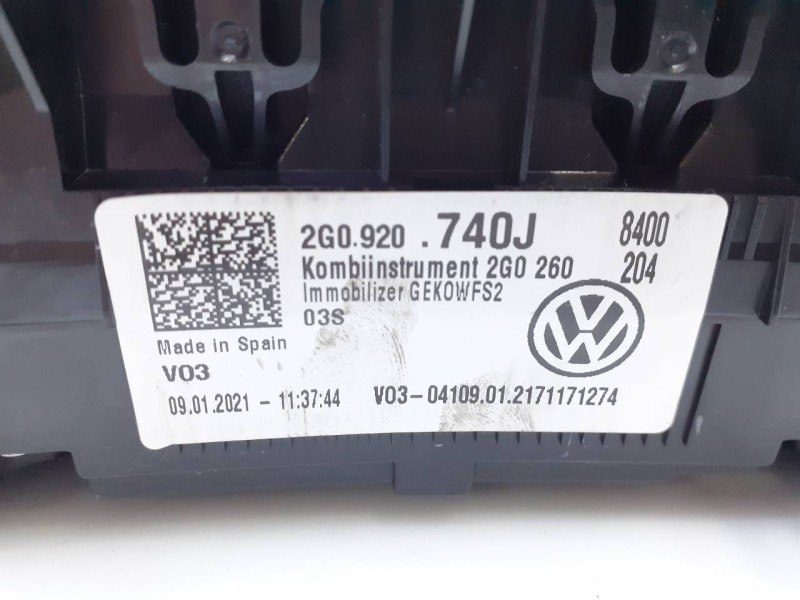 2G0.920 .740J 8400
Kombiinstrument 2G0 260 204
Immobilizer GEKOWFS2
03S
Made in Spain
V03
09.01.2021 - 11:37:44 V03-04109.01.2171171274